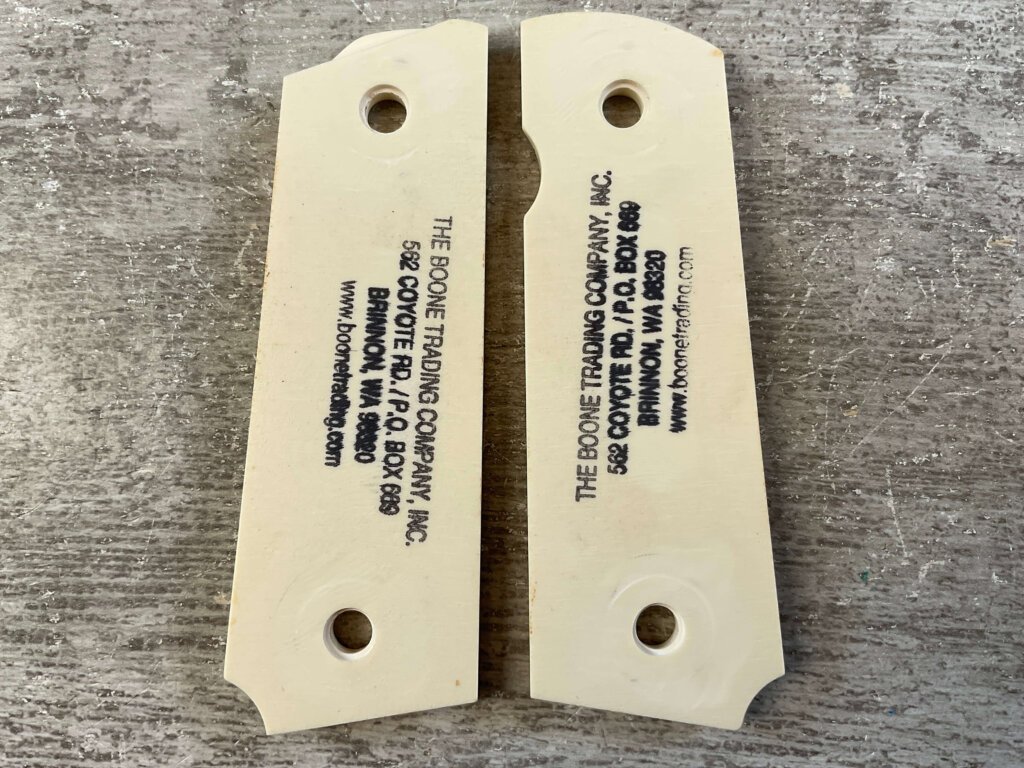 THE BOONE TRADING COMPANY, INC.
562 COYOTE RD. / P.O. BOX 669
BRINNON, WA 98320
www.boonetrading.com
THE BOONE TRADING COMPANY, INC.
562 COYOTE RD. / P.O. BOX 669
BRINNON, WA 98320
www.boonetrading.com